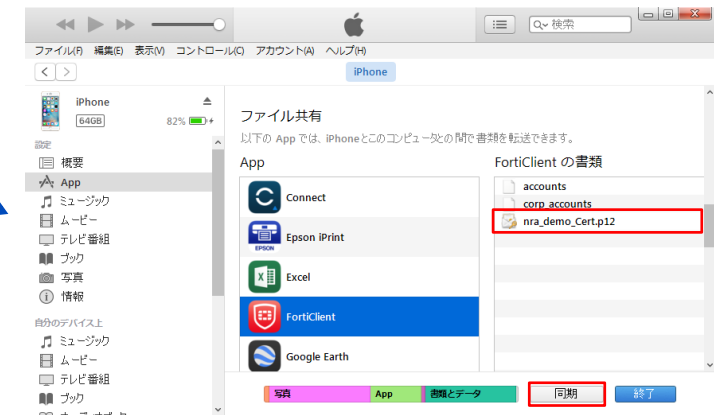 検索
ファイル(F) 編集(E) 表示(V) コントロール(C) アカウント(A) ヘルプ(H)
iPhone
iPhone
64GB
82%
設定
概要
App
ミュージック
ムービー
テレビ番組
ブック
写真
情報
自分のデバイス上
ミュージック
ムービー
テレビ番組
ブック
ファイル共有
以下の App では、iPhoneとこのコンピュータとの間で書類を転送できます。
App
Connect
EPSON
Epson iPrint
Excel
FortiClient
Google Earth
FortiClient の書類
accounts
corp_accounts
nra_demo_Cert.p12
写真
App
書類とデータ
同期
終了